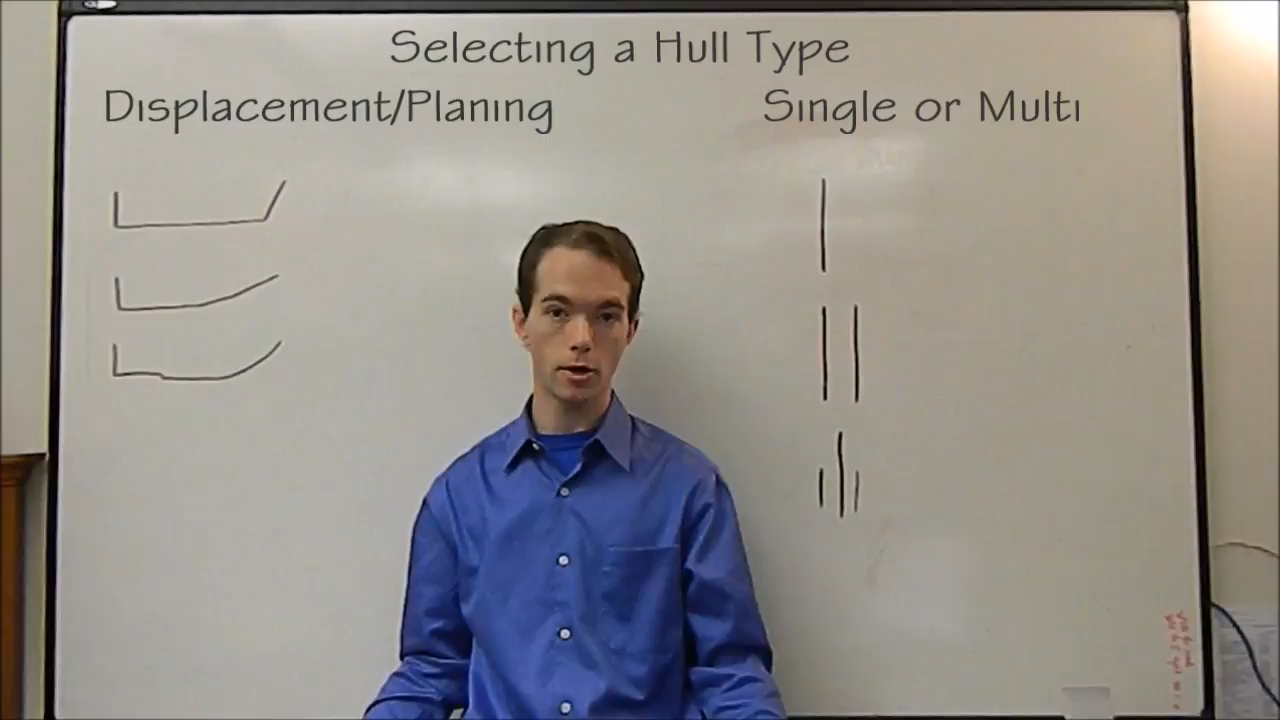 Selecting a Hull Type
Displacement/Planing
Single or Multi